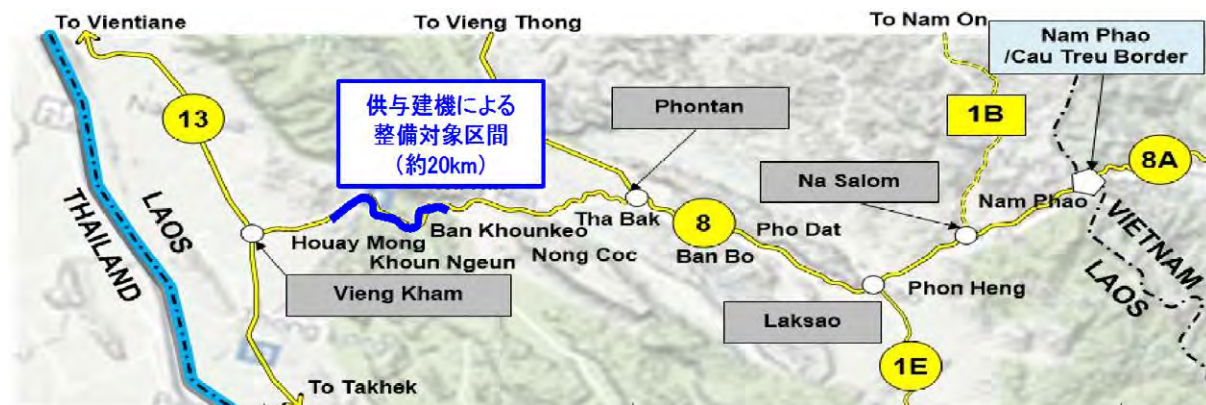 To Vientiane
To Vieng Thong
To Nam On
Nam Phao
/Cau Treu Border
供与建機による
整備対象区間
(約20km)
13
Phontan
1B
8A
Na Salom
LAOS
THAILAND
Nam Phao
Tha Bak
8
Pho Dat
VIETNAM
LAOS
Houay Mong
Ban Khounkeo
Khoun Ngeun
Nong Coc
Ban Bo
Vieng Kham
Phon Heng
Laksao
1E
To Takhek